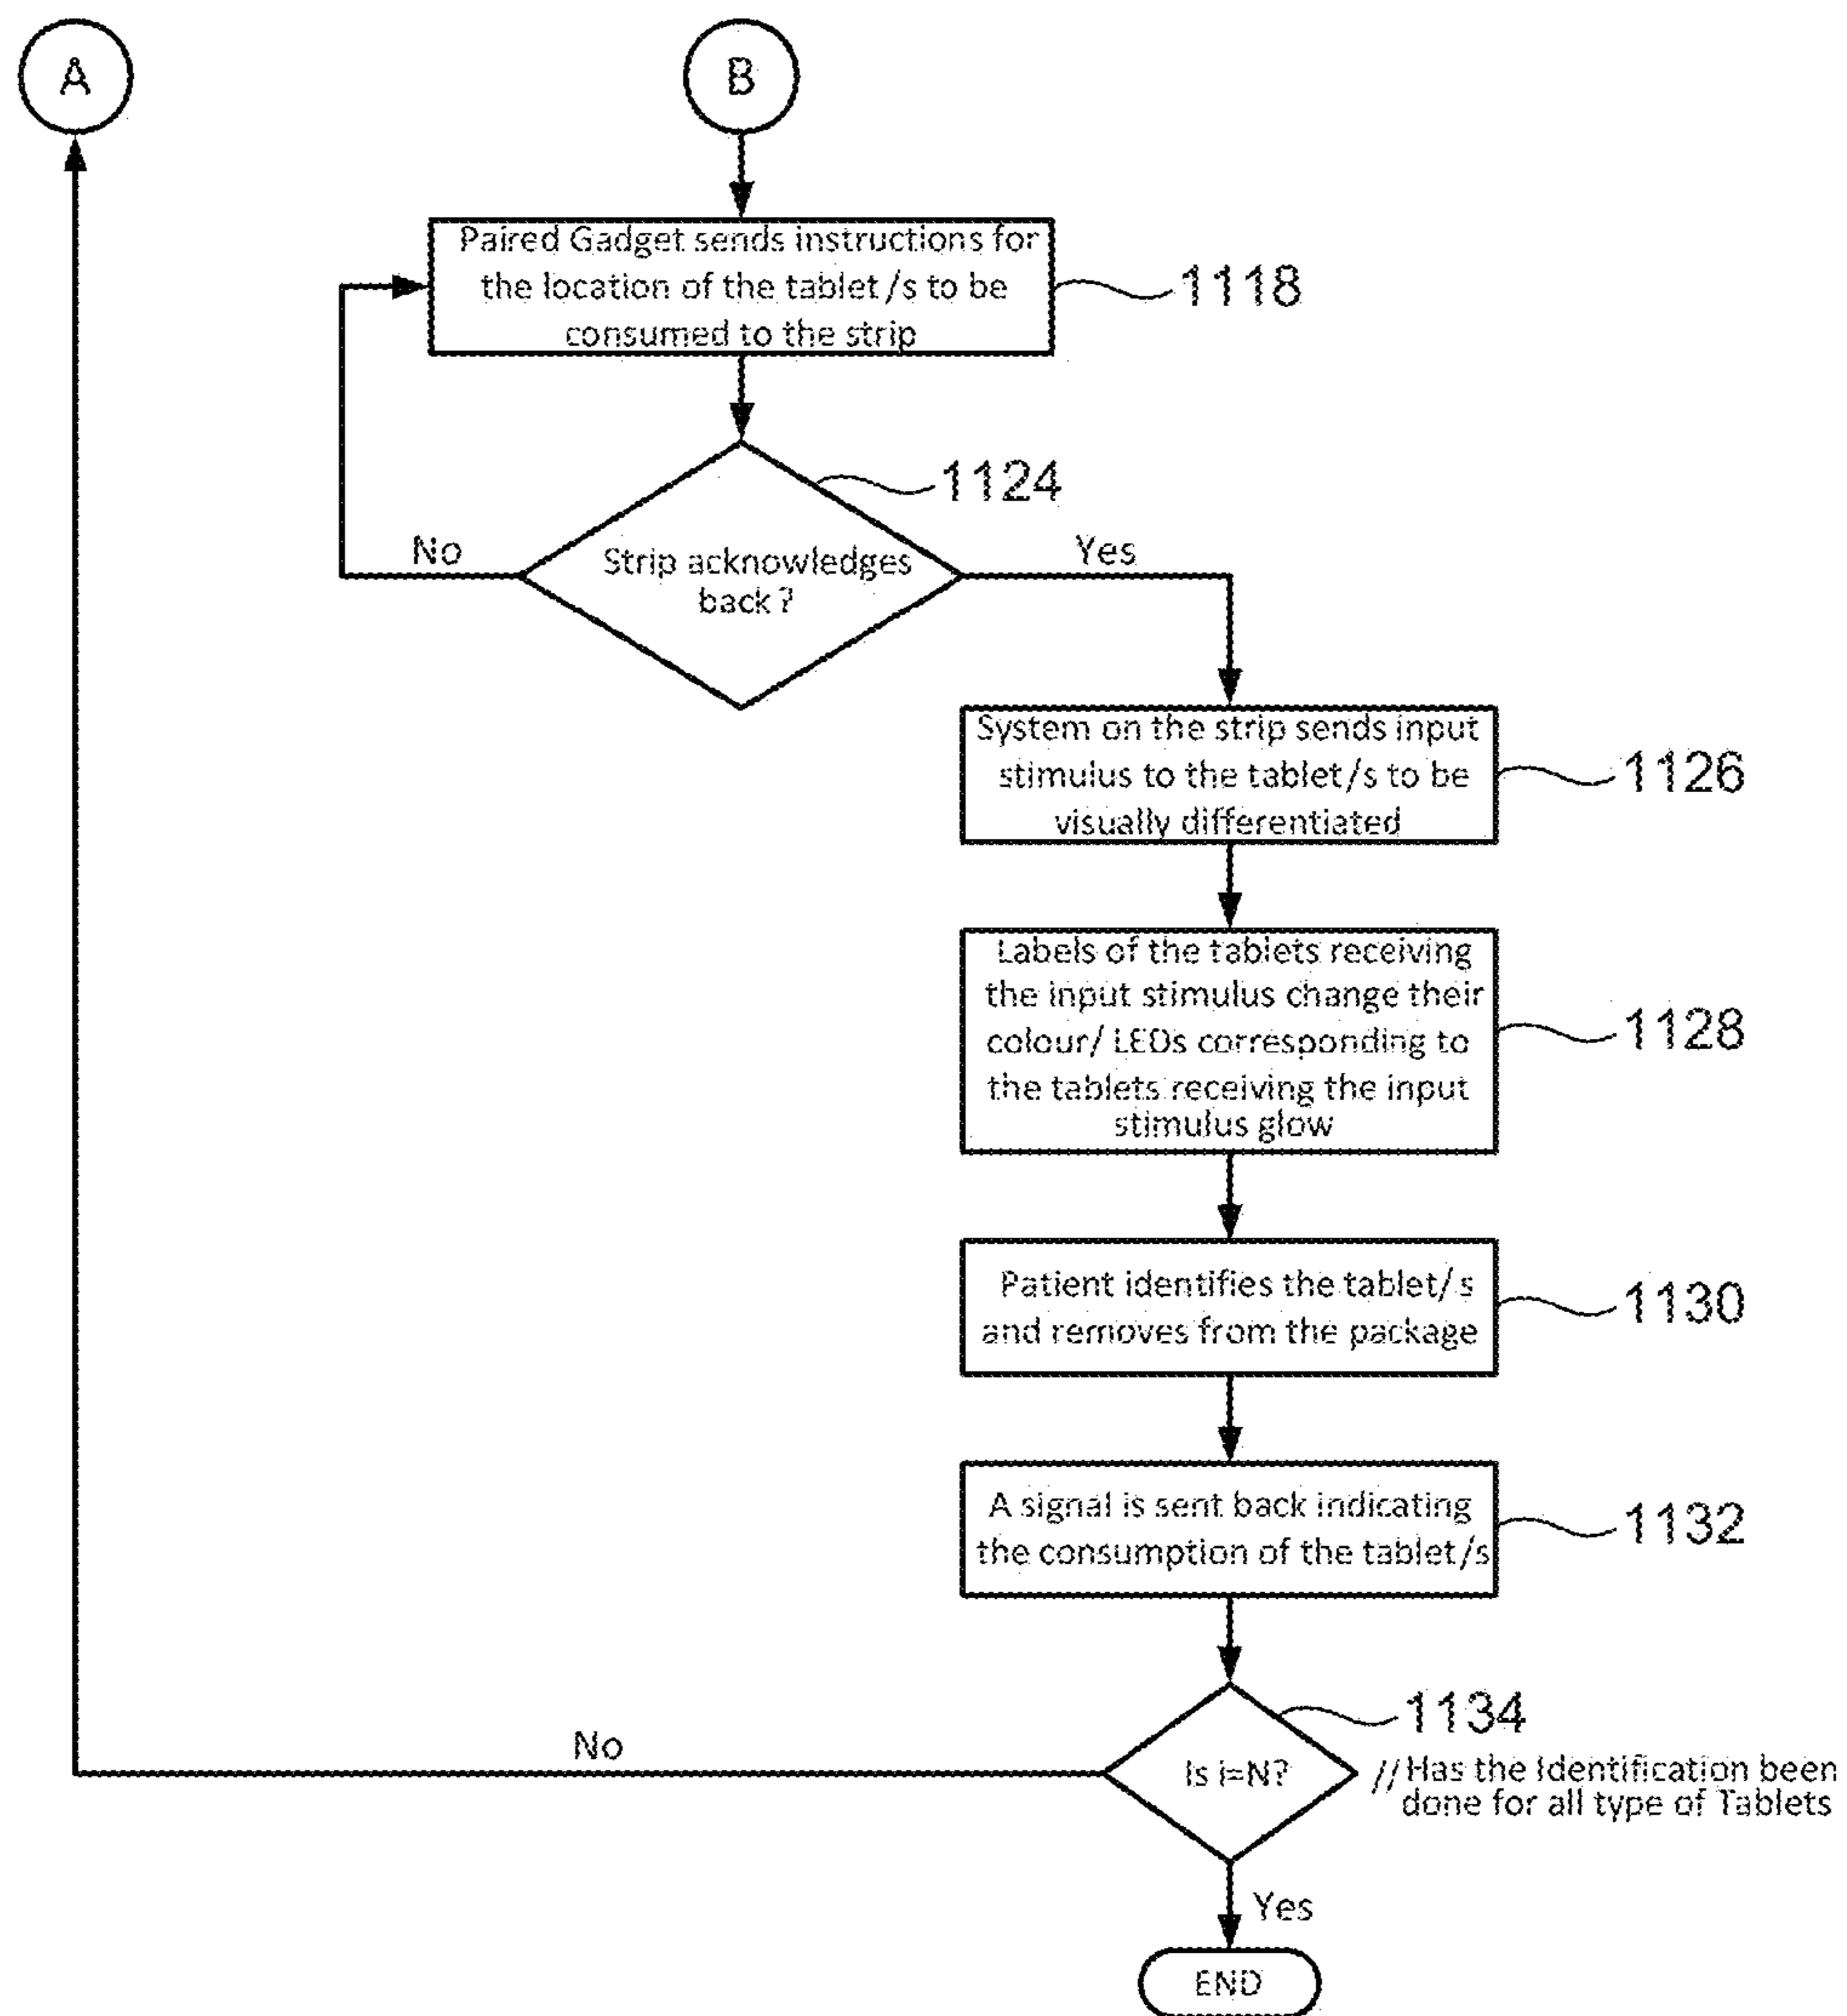 A
B
Paired Gadget sends instructions for
the location of the tablet/s to be
consumed to the strip
1118
1124
Strip acknowledges
back?
No
Yes
System on the strip sends input
stimulus to the tablet/s to be
visually differentiated
1126
Labels of the tablets receiving
the input stimulus change their
colour/ LEDs corresponding to
the tablets receiving the input
stimulus glow
1128
Patient identifies the tablet/s
and removes from the package
1130
A signal is sent back indicating
the consumption of the tablet/s
1132
1134
Is i=N?
No
// Has the Identification been
done for all type of Tablets
Yes
END